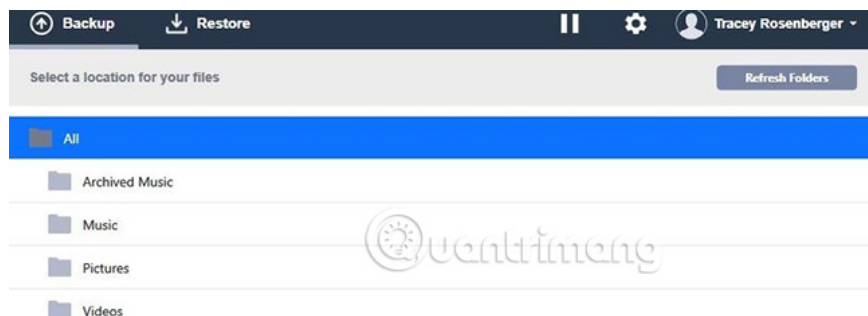 Backup Restore Tracey Rosenberger
Select a location for your files Refresh Folders
All
Archived Music
Music
Quantrimang
Pictures
Videos